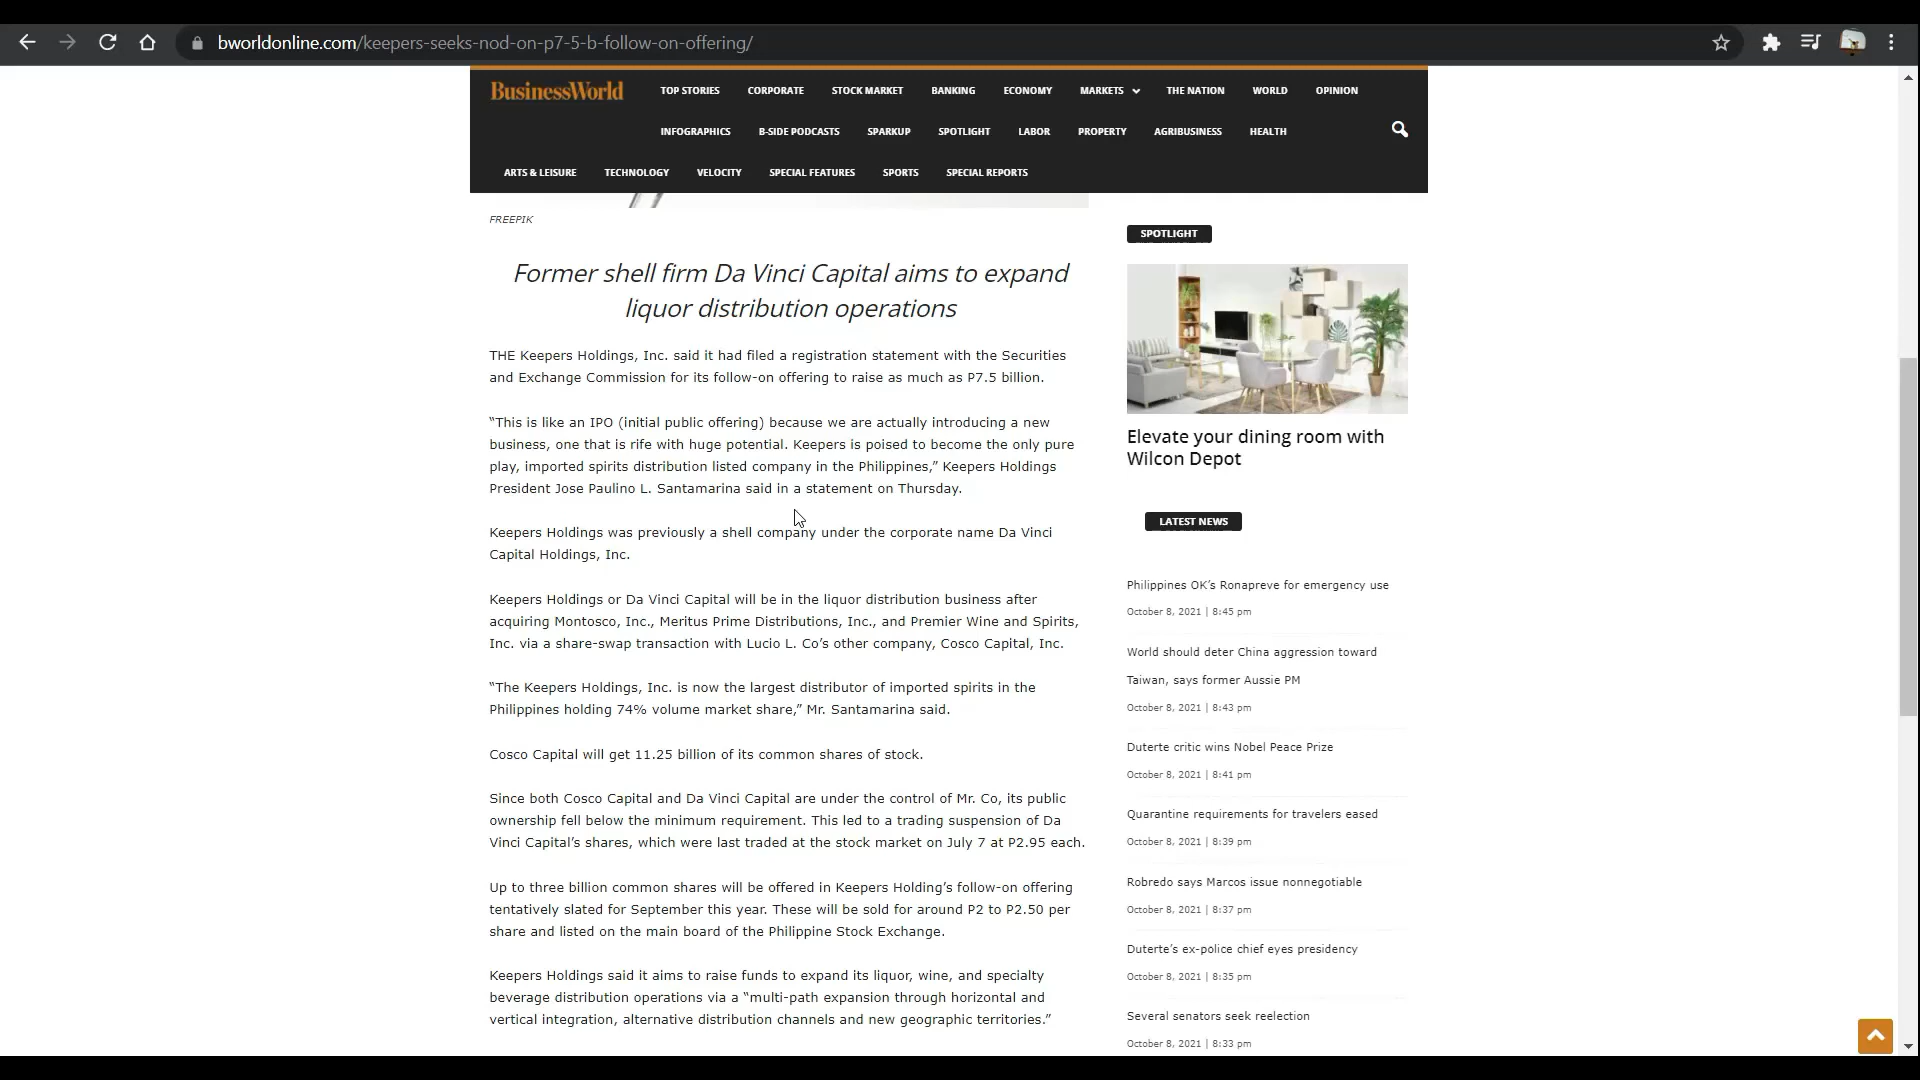 bworldonline.com/keepers-seeks-nod-on-p7-5-b-follow-on-offering/
BusinessWorld
TOP STORIES CORPORATE STOCK MARKET BANKING ECONOMY MARKETS THE NATION WORLD OPINION
INFOGRAPHICS B-SIDE PODCASTS SPARKUP SPOTLIGHT LABOR PROPERTY AGRIBUSINESS HEALTH
ARTS & LEISURE TECHNOLOGY VELOCITY SPECIAL FEATURES SPORTS SPECIAL REPORTS
FREEPIK
Former shell firm Da Vinci Capital aims to expand
liquor distribution operations
THE Keepers Holdings, Inc. said it had filed a registration statement with the Securities
and Exchange Commission for its follow-on offering to raise as much as P7.5 billion.
“This is like an IPO (initial public offering) because we are actually introducing a new
business, one that is rife with huge potential. Keepers is poised to become the only pure
play, imported spirits distribution listed company in the Philippines,” Keepers Holdings
President Jose Paulino L. Santamarina said in a statement on Thursday.
Keepers Holdings was previously a shell company under the corporate name Da Vinci
Capital Holdings, Inc.
Keepers Holdings or Da Vinci Capital will be in the liquor distribution business after
acquiring Montosco, Inc., Meritus Prime Distributions, Inc., and Premier Wine and Spirits,
Inc. via a share-swap transaction with Lucio L. Co’s other company, Cosco Capital, Inc.
“The Keepers Holdings, Inc. is now the largest distributor of imported spirits in the
Philippines holding 74% volume market share,” Mr. Santamarina said.
Cosco Capital will get 11.25 billion of its common shares of stock.
Since both Cosco Capital and Da Vinci Capital are under the control of Mr. Co, its public
ownership fell below the minimum requirement. This led to a trading suspension of Da
Vinci Capital’s shares, which were last traded at the stock market on July 7 at P2.95 each.
Up to three billion common shares will be offered in Keepers Holding’s follow-on offering
tentatively slated for September this year. These will be sold for around P2 to P2.50 per
share and listed on the main board of the Philippine Stock Exchange.
Keepers Holdings said it aims to raise funds to expand its liquor, wine, and specialty
beverage distribution operations via a “multi-path expansion through horizontal and
vertical integration, alternative distribution channels and new geographic territories.”
SPOTLIGHT
Elevate your dining room with
Wilcon Depot
LATEST NEWS
Philippines OK’s Ronapreve for emergency use
October 8, 2021 | 8:45 pm
World should deter China aggression toward
Taiwan, says former Aussie PM
October 8, 2021 | 8:43 pm
Duterte critic wins Nobel Peace Prize
October 8, 2021 | 8:41 pm
Quarantine requirements for travelers eased
October 8, 2021 | 8:39 pm
Robredo says Marcos issue nonnegotiable
October 8, 2021 | 8:37 pm
Duterte’s ex-police chief eyes presidency
October 8, 2021 | 8:35 pm
Several senators seek reelection
October 8, 2021 | 8:33 pm